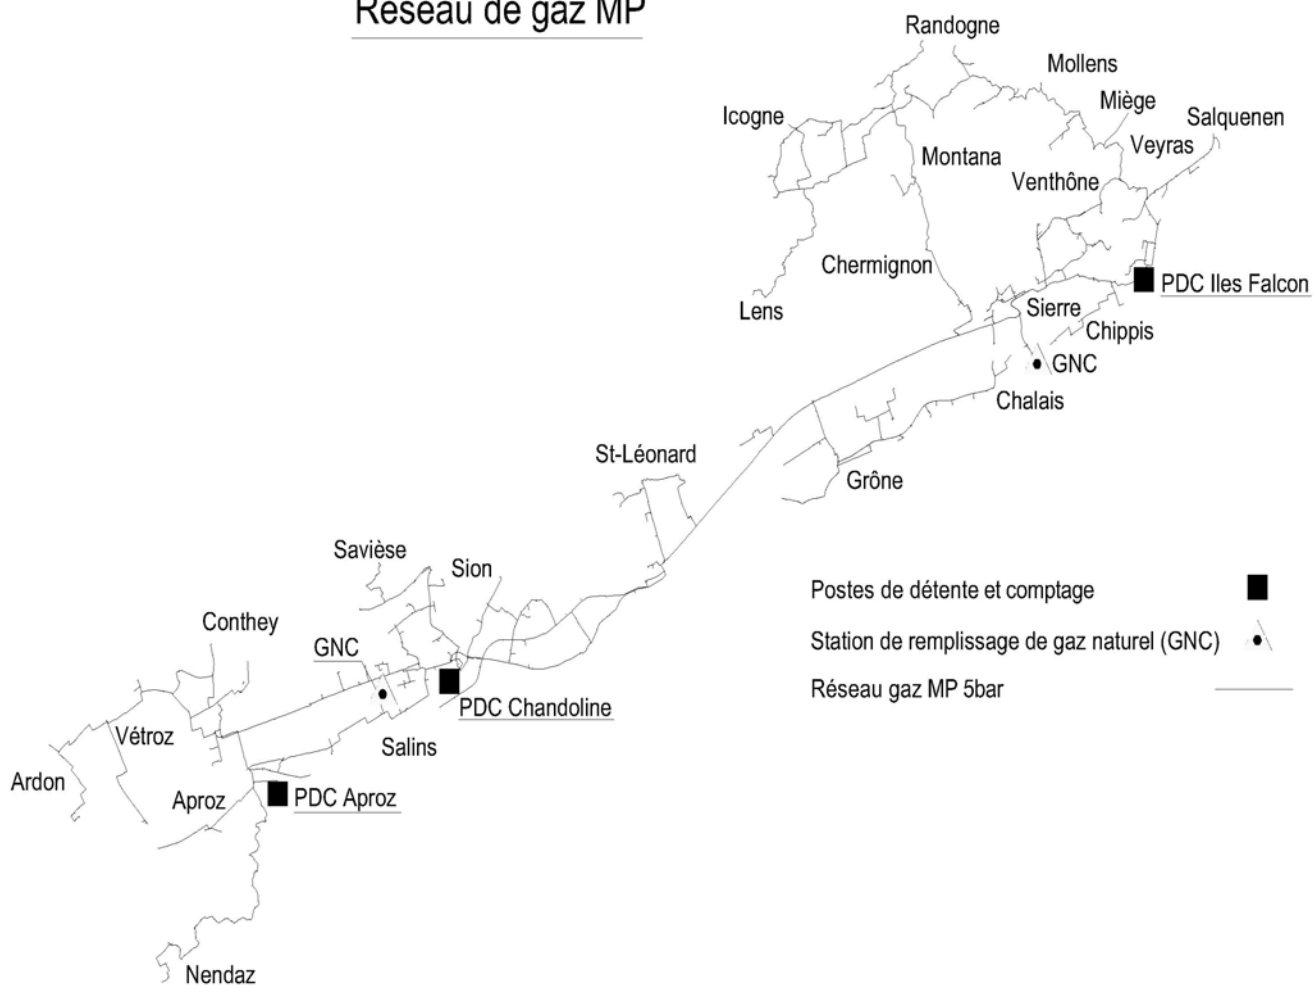 Réseau de gaz MP
Randogne
Mollens
Miège
Icogne
Salquenen
Veyras
Montana
Venthône
Chermignon
PDC Iles Falcon
Lens
Sierre
Chippis
GNC
Chalais
St-Léonard
Grône
Savièse
Sion
Postes de détente et comptage
Conthey
GNC
Station de remplissage de gaz naturel (GNC)
Réseau gaz MP 5bar
PDC Chandoline
Vétroz
Salins
Ardon
Aproz
PDC Aproz
Nendaz